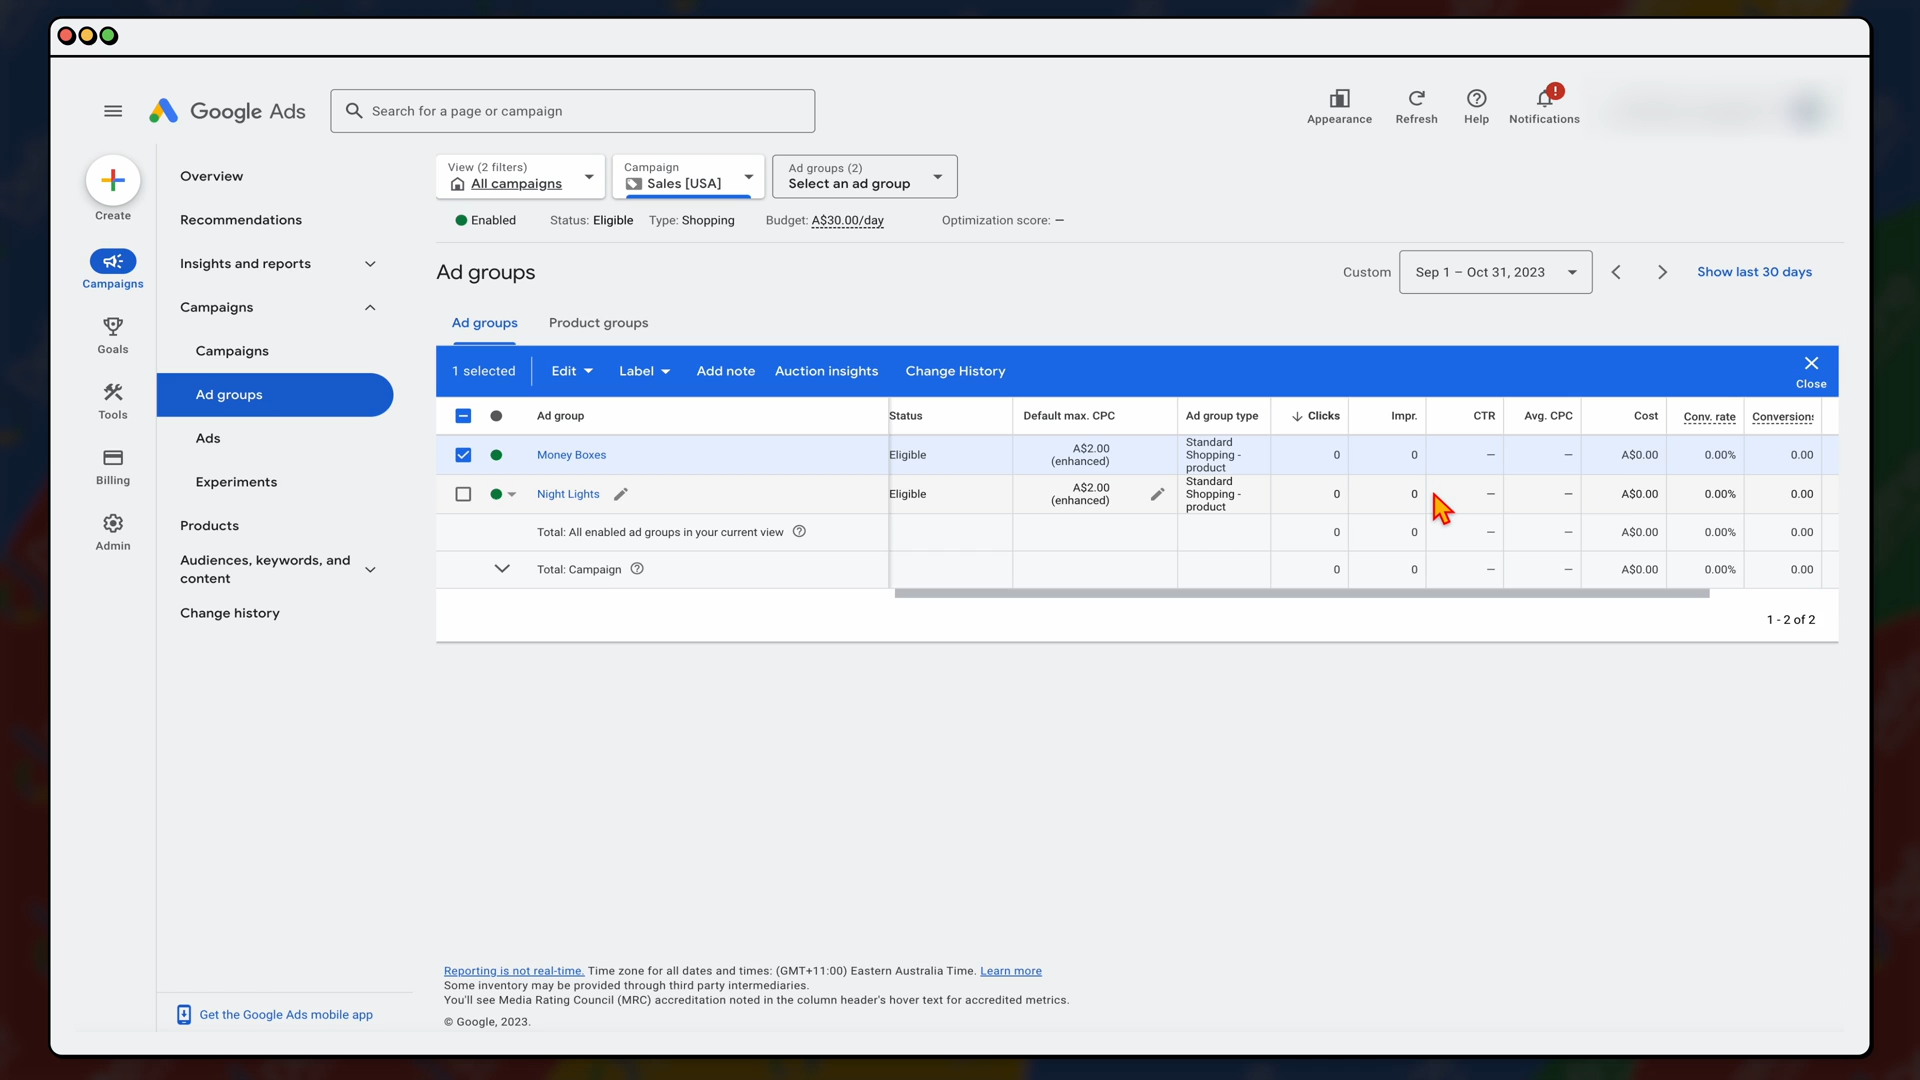 Google Ads
Search for a page or campaign
Appearance
Refresh
Help
!
Notifications
Create
Campaigns
Goals
Tools
Billing
Admin
Overview
Recommendations
Insights and reports
Campaigns
Campaigns
Ad groups
Ads
Experiments
Products
Audiences, keywords, and
content
Change history
Get the Google Ads mobile app
View (2 filters)
All campaigns
Campaign
Sales [USA]
Ad groups (2)
Select an ad group
Enabled Status: Eligible Type: Shopping Budget: A$30.00/day Optimization score: –
Ad groups
Custom Sep 1 – Oct 31, 2023 Show last 30 days
Ad groups Product groups
1 selected Edit Label Add note Auction insights Change History
Close
Ad group Status Default max. CPC Ad group type Clicks Impr. CTR Avg. CPC Cost Conv. rate Conversions
Money Boxes Eligible A$2.00 (enhanced) Standard Shopping - product 0 0 – – A$0.00 0.00% 0.00
Night Lights Eligible A$2.00 (enhanced) Standard Shopping - product 0 0 – – A$0.00 0.00% 0.00
Total: All enabled ad groups in your current view 0 0 – – A$0.00 0.00% 0.00
Total: Campaign 0 0 – – A$0.00 0.00% 0.00
1 - 2 of 2
Reporting is not real-time. Time zone for all dates and times: (GMT+11:00) Eastern Australia Time. Learn more
Some inventory may be provided through third party intermediaries.
You'll see Media Rating Council (MRC) accreditation noted in the column header's hover text for accredited metrics.
© Google, 2023.